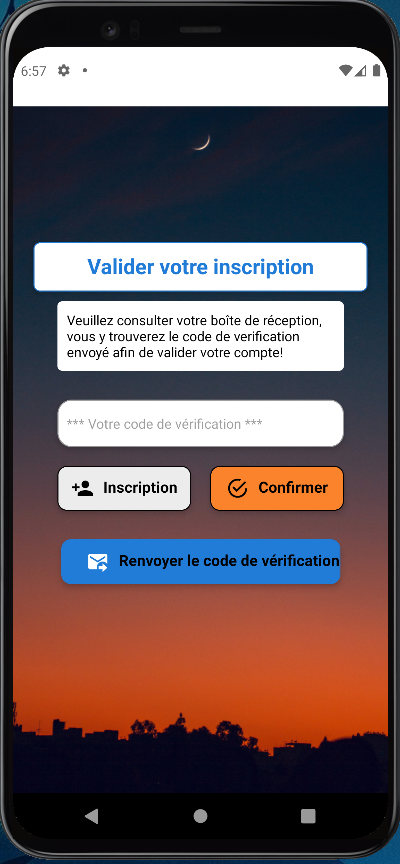 6:57
Valider votre inscription
Veuillez consulter votre boîte de réception,
vous y trouverez le code de verification
envoyé afin de valider votre compte!
*** Votre code de vérification ***
Inscription
Confirmer
Renvoyer le code de vérification